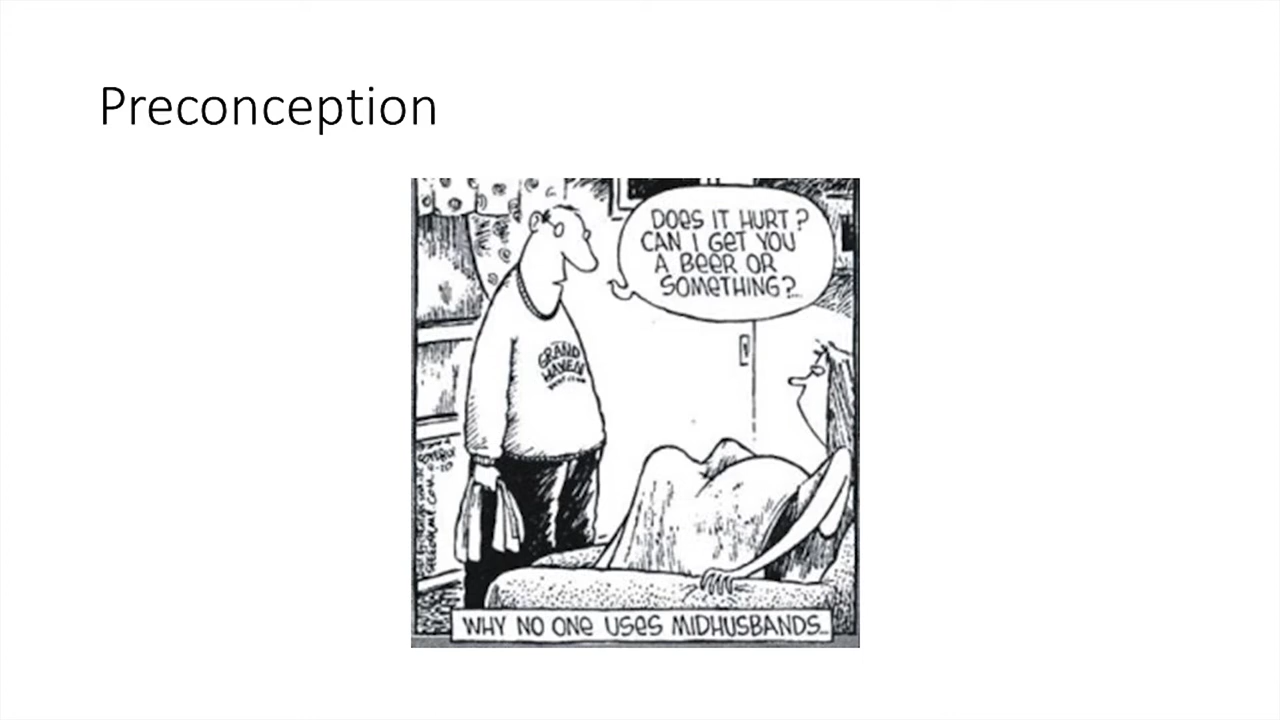 Preconception
DOES IT HURT?
CAN I GET YOU
A BEER OR
SOMETHING?..
GRAND
HAVEN
WHY NO ONE USES MIDHUSBANDS...